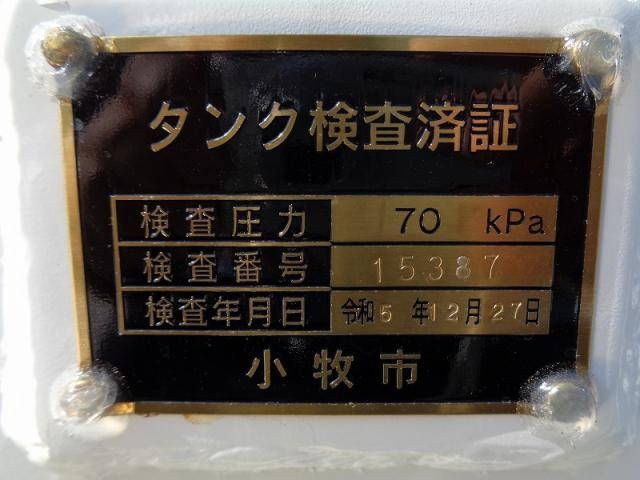 タンク検査済証
検査圧力 70 kPa
検査番号 15387
検査年月日 令和5年12月27日
小牧市